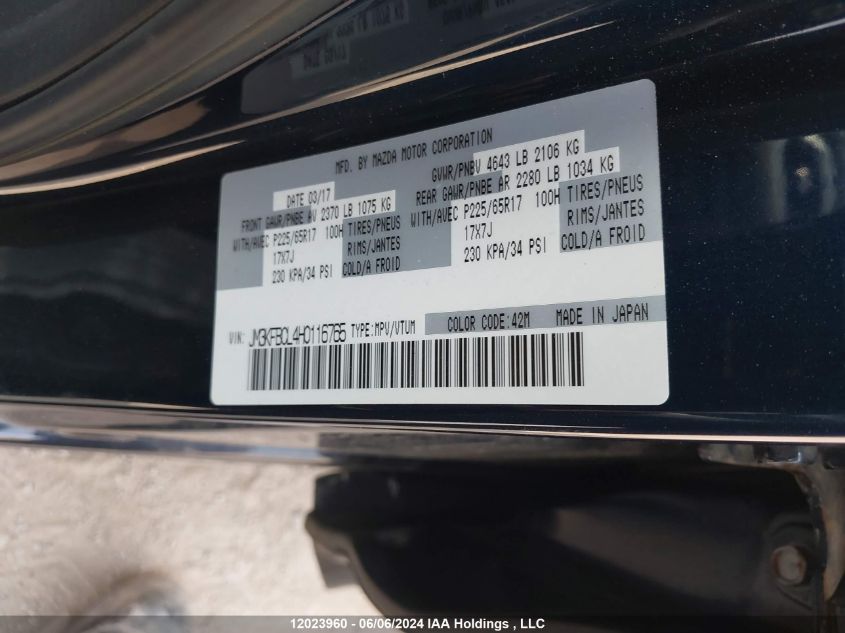 MFD. BY MAZDA MOTOR CORPORATION
DATE 03/17
GVWR/PNBV 4643 LB 2106 KG
FRONT GAWR/PNBE AV 2370 LB 1075 KG
REAR GAWR/PNBE AR 2280 LB 1034 KG
WITH/AVEC P225/65R17 100H TIRES/PNEUS
17X7J RIMS/JANTES
230 KPA/34 PSI COLD/A FROID
WITH/AVEC P225/65R17 100H TIRES/PNEUS
17X7J RIMS/JANTES
230 KPA/34 PSI COLD/A FROID
VIN: JM3KFBCL4H0116765 TYPE:MPV/VTUM
COLOR CODE:42M MADE IN JAPAN
12023960 - 06/06/2024 IAA Holdings , LLC